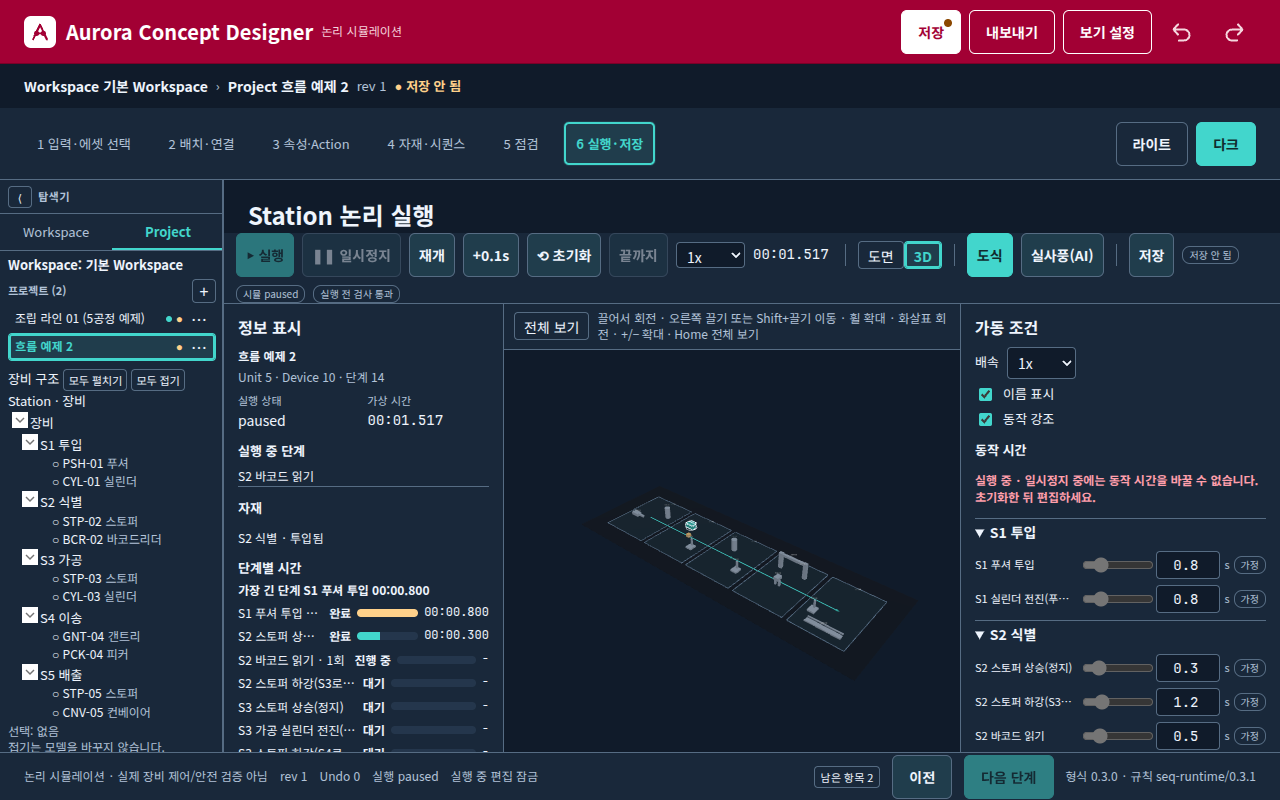 Aurora Concept Designer 논리 시뮬레이션 저장 내보내기 보기 설정
Workspace 기본 Workspace › Project 흐름 예제 2 rev 1 ● 저장 안 됨
1 입력·에셋 선택 2 배치·연결 3 속성·Action 4 자재·시퀀스 5 점검 6 실행·저장 라이트 다크
⟨ 탐색기
Workspace Project
Workspace: 기본 Workspace
프로젝트 (2) +
조립 라인 01 (5공정 예제) ● ● ⋯
흐름 예제 2 ● ⋯
장비 구조 모두 펼치기 모두 접기
Station · 장비
장비
S1 투입
○ PSH-01 푸셔
○ CYL-01 실린더
S2 식별
○ STP-02 스토퍼
○ BCR-02 바코드리더
S3 가공
○ STP-03 스토퍼
○ CYL-03 실린더
S4 이송
○ GNT-04 갠트리
○ PCK-04 피커
S5 배출
○ STP-05 스토퍼
○ CNV-05 컨베이어
선택: 없음
접기는 모델을 바꾸지 않습니다.
Station 논리 실행
▸ 실행 ❚❚ 일시정지 재개 +0.1s ⟲ 초기화 끝까지 1x 00:01.517 도면 3D 도식 실사풍(AI) 저장 저장 안 됨
시뮬 paused 실행 전 검사 통과
정보 표시
흐름 예제 2
Unit 5 · Device 10 · 단계 14
실행 상태 가상 시간
paused 00:01.517
실행 중 단계
S2 바코드 읽기
자재
S2 식별 · 투입됨
단계별 시간
가장 긴 단계 S1 푸셔 투입 00:00.800
S1 푸셔 투입 ⋯ 완료 00:00.800
S2 스토퍼 상⋯ 완료 00:00.300
S2 바코드 읽기 · 1회 진행 중 -
S2 스토퍼 하강(S3로⋯ 대기 -
S3 스토퍼 상승(정지) 대기 -
S3 가공 실린더 전진(⋯ 대기 -
S3 스토퍼 하강(S4로⋯ 대기 -
전체 보기 끌어서 회전 · 오른쪽 끌기 또는 Shift+끌기 이동 · 휠 확대 · 화살표 회
전 · +/− 확대 · Home 전체 보기
가동 조건
배속 1x
이름 표시
동작 강조
동작 시간
실행 중 · 일시정지 중에는 동작 시간을 바꿀 수 없습니다.
초기화한 뒤 편집하세요.
▼ S1 투입
S1 푸셔 투입 0.8 s 가정
S1 실린더 전진(푸⋯ 0.8 s 가정
▼ S2 식별
S2 스토퍼 상승(정지) 0.3 s 가정
S2 스토퍼 하강(S3⋯ 1.2 s 가정
S2 바코드 읽기 0.5 s 가정
논리 시뮬레이션 · 실제 장비 제어/안전 검증 아님 rev 1 Undo 0 실행 paused 실행 중 편집 잠금 남은 항목 2 이전 다음 단계 형식 0.3.0 · 규칙 seq-runtime/0.3.1